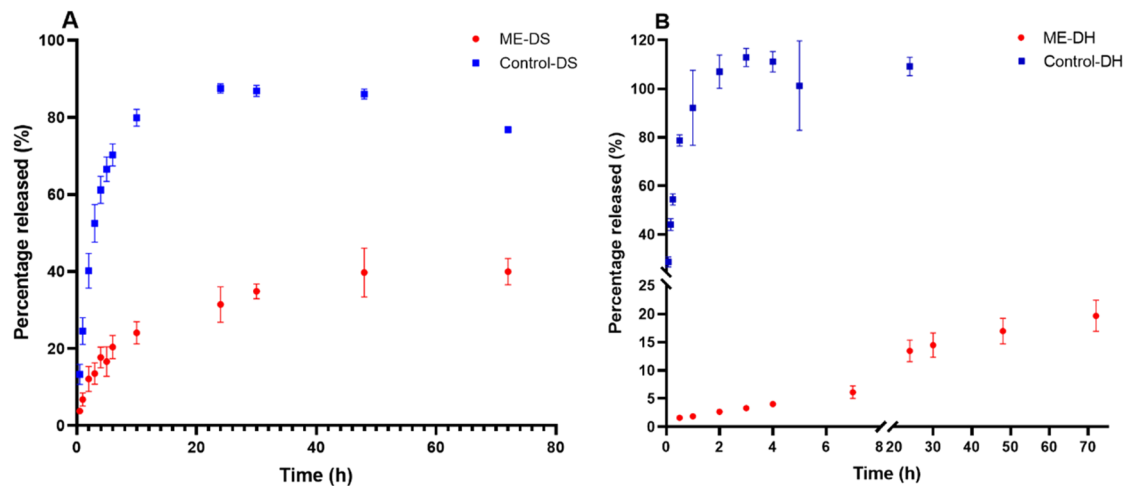 A
ME-DS
Control-DS
Percentage released (%)
100
80
60
40
20
0
0 20 40 60 80
Time (h)
B
ME-DH
Control-DH
Percentage released (%)
120
100
80
60
40
25
20
15
10
5
0
0 2 4 6 8 20 30 40 50 60 70
Time (h)